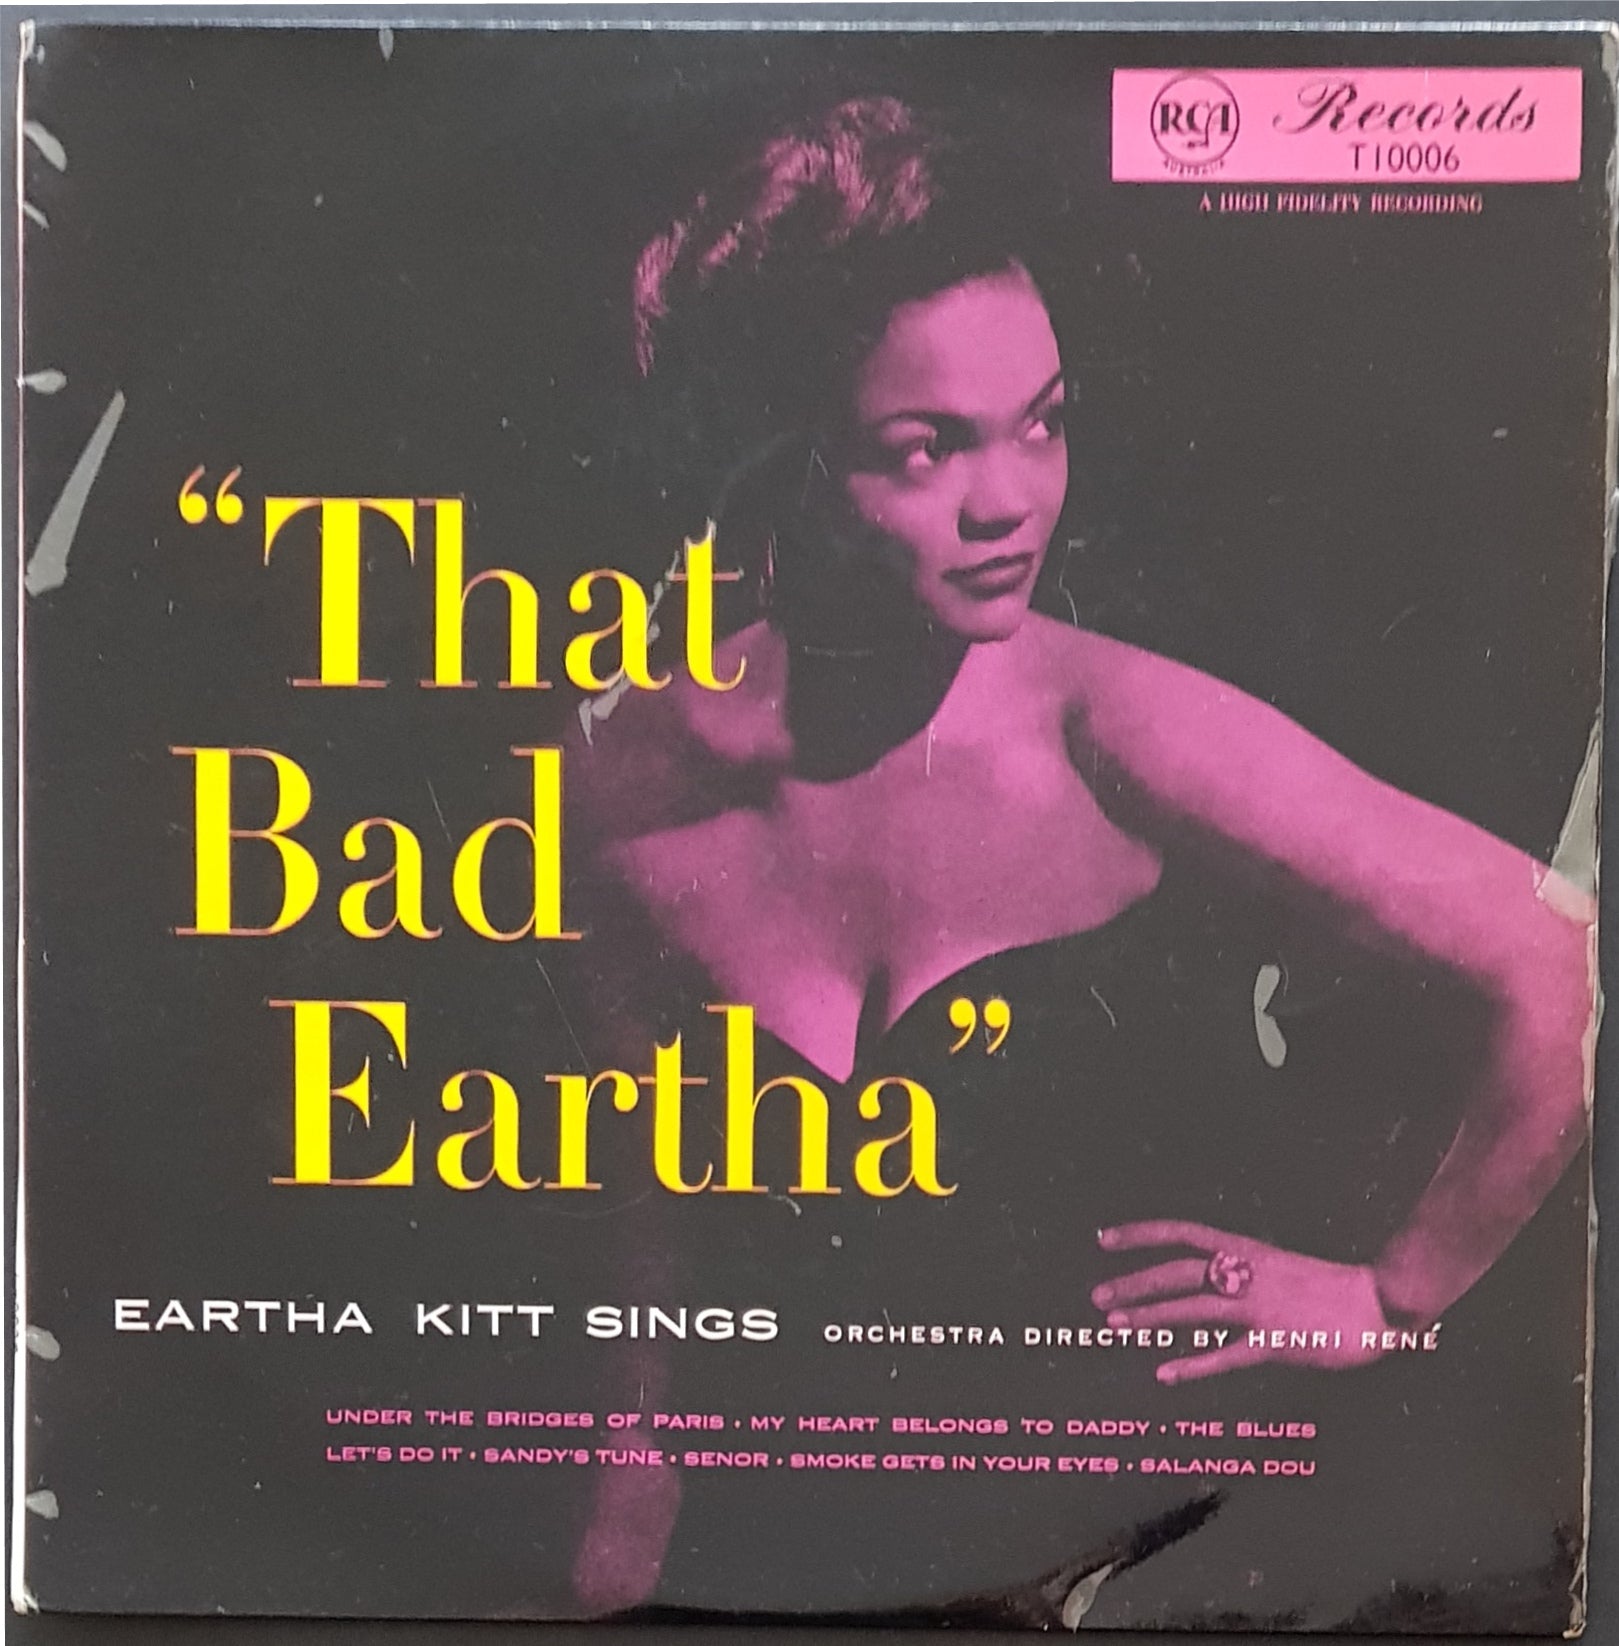 RCA Records
AUSTRALIA
T10006
A HIGH FIDELITY RECORDING
“That
Bad
Eartha”
EARTHA KITT SINGS ORCHESTRA DIRECTED BY HENRI RENÉ
UNDER THE BRIDGES OF PARIS • MY HEART BELONGS TO DADDY • THE BLUES
LET'S DO IT • SANDY'S TUNE • SENOR • SMOKE GETS IN YOUR EYES • SALANGA DOU